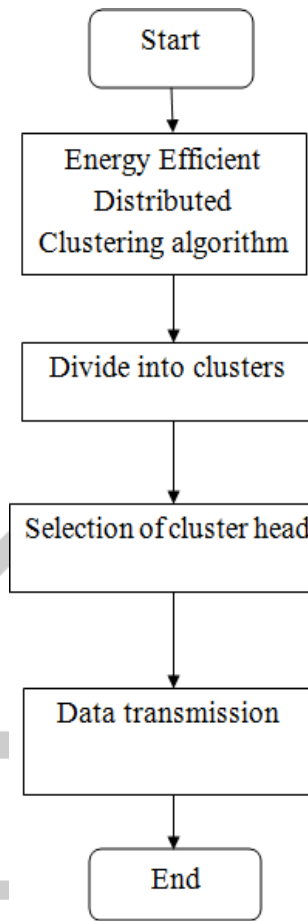 Start
Energy Efficient
Distributed
Clustering algorithm
Divide into clusters
Selection of cluster head
Data transmission
End